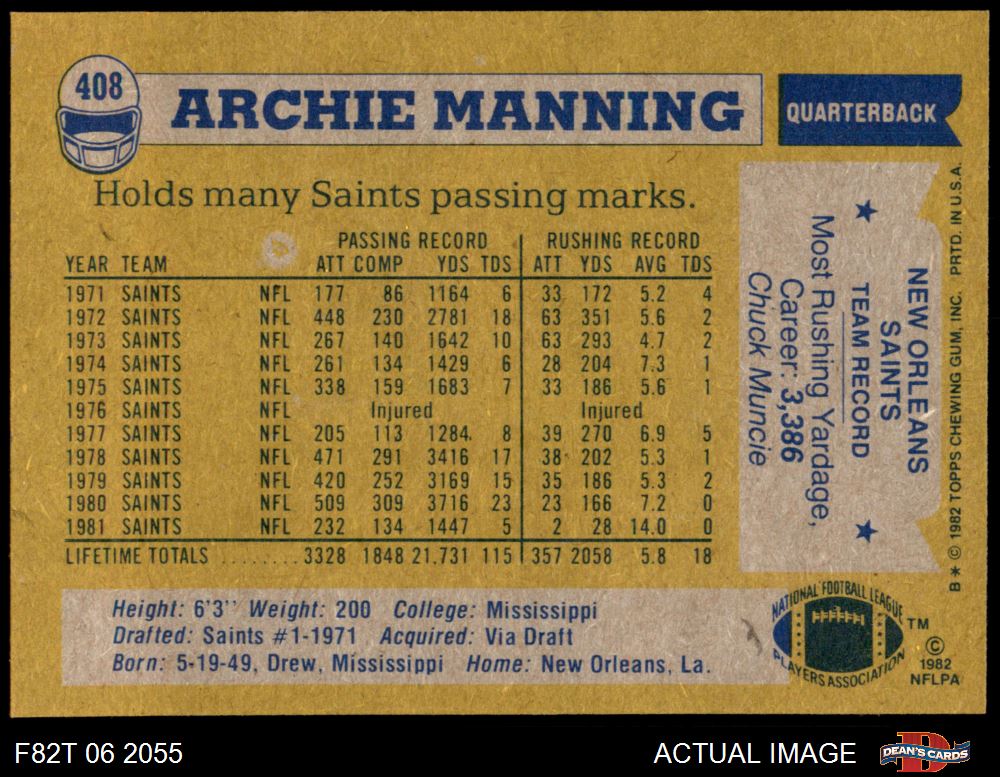 408
ARCHIE MANNING
QUARTERBACK
Holds many Saints passing marks.
PASSING RECORD RUSHING RECORD
YEAR TEAM ATT COMP YDS TDS ATT YDS AVG TDS
1971 SAINTS NFL 177 86 1164 6 33 172 5.2 4
1972 SAINTS NFL 448 230 2781 18 63 351 5.6 2
1973 SAINTS NFL 267 140 1642 10 63 293 4.7 2
1974 SAINTS NFL 261 134 1429 6 28 204 7.3 1
1975 SAINTS NFL 338 159 1683 7 33 186 5.6 1
1976 SAINTS NFL Injured Injured
1977 SAINTS NFL 205 113 1284 8 39 270 6.9 5
1978 SAINTS NFL 471 291 3416 17 38 202 5.3 1
1979 SAINTS NFL 420 252 3169 15 35 186 5.3 2
1980 SAINTS NFL 509 309 3716 23 23 166 7.2 0
1981 SAINTS NFL 232 134 1447 5 2 28 14.0 0
LIFETIME TOTALS ........ 3328 1848 21.731 115 357 2058 5.8 18
NEW ORLEANS
SAINTS
★ TEAM RECORD ★
Most Rushing Yardage,
Career: 3,386
Chuck Muncie
B * © 1982 TOPPS CHEWING GUM, INC. PRTD. IN U.S.A.
Height: 6'3" Weight: 200 College: Mississippi
Drafted: Saints #1-1971 Acquired: Via Draft
Born: 5-19-49, Drew, Mississippi Home: New Orleans, La.
NATIONAL FOOTBALL LEAGUE
PLAYERS ASSOCIATION
TM
©
1982
NFLPA
F82T 06 2055
ACTUAL IMAGE
DEAN'S CARDS